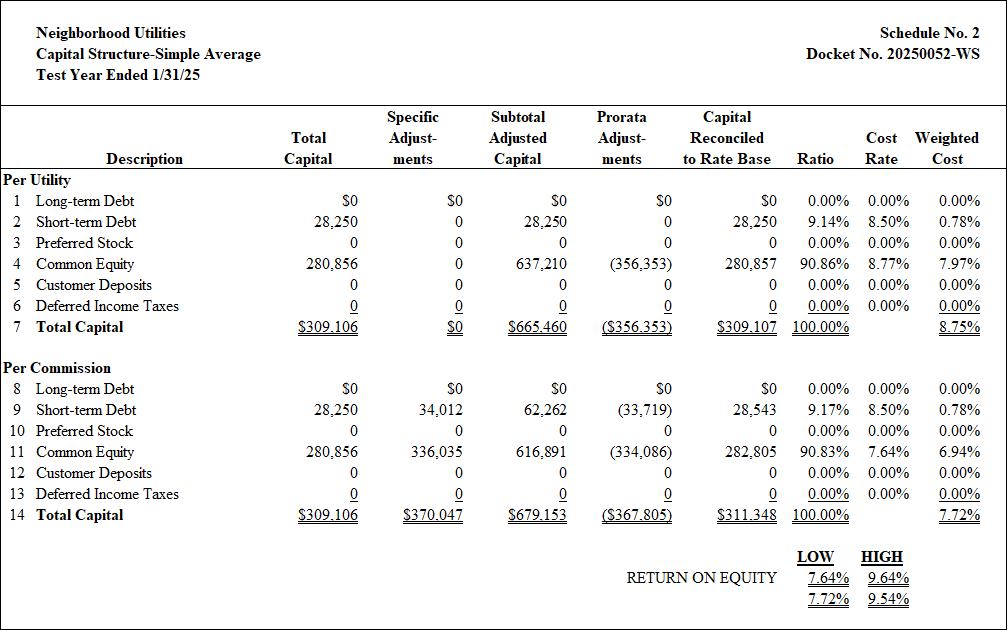 Neighborhood Utilities Schedule No. 2
Capital Structure-Simple Average Docket No. 20250052-WS
Test Year Ended 1/31/25
Specific Subtotal Prorata Capital
Total Adjust- Adjusted Adjust- Reconciled Cost Weighted
Description Capital ments Capital ments to Rate Base Ratio Rate Cost
Per Utility
1 Long-term Debt $0 $0 $0 $0 $0 0.00% 0.00% 0.00%
2 Short-term Debt 28,250 0 28,250 0 28,250 9.14% 8.50% 0.78%
3 Preferred Stock 0 0 0 0 0 0.00% 0.00% 0.00%
4 Common Equity 280,856 0 637,210 (356,353) 280,857 90.86% 8.77% 7.97%
5 Customer Deposits 0 0 0 0 0 0.00% 0.00% 0.00%
6 Deferred Income Taxes 0 0 0 0 0 0.00% 0.00% 0.00%
7 Total Capital $309,106 $0 $665,460 ($356,353) $309,107 100.00% 8.75%
Per Commission
8 Long-term Debt $0 $0 $0 $0 $0 0.00% 0.00% 0.00%
9 Short-term Debt 28,250 34,012 62,262 (33,719) 28,543 9.17% 8.50% 0.78%
10 Preferred Stock 0 0 0 0 0 0.00% 0.00% 0.00%
11 Common Equity 280,856 336,035 616,891 (334,086) 282,805 90.83% 7.64% 6.94%
12 Customer Deposits 0 0 0 0 0 0.00% 0.00% 0.00%
13 Deferred Income Taxes 0 0 0 0 0 0.00% 0.00% 0.00%
14 Total Capital $309,106 $370,047 $679,153 ($367,805) $311,348 100.00% 7.72%
LOW HIGH
RETURN ON EQUITY 7.64% 9.64%
7.72% 9.54%